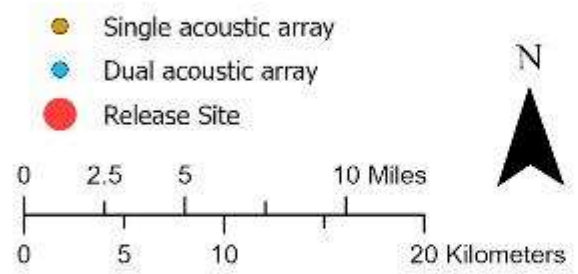 Single acoustic array
Dual acoustic array
Release Site
N
0 2.5 5 10 Miles
0 5 10 20 Kilometers